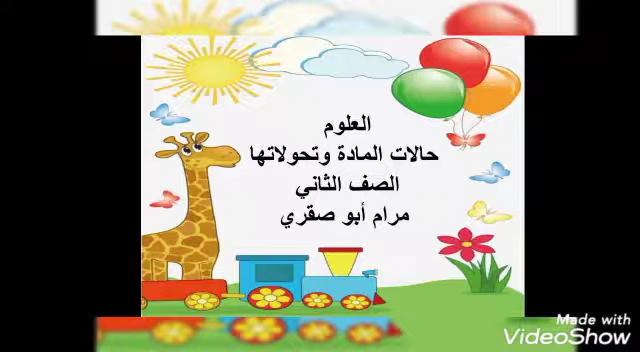 العلوم
حالات المادة وتحولاتها
الصف الثاني
مرام أبو صقري
Made with
VideoShow